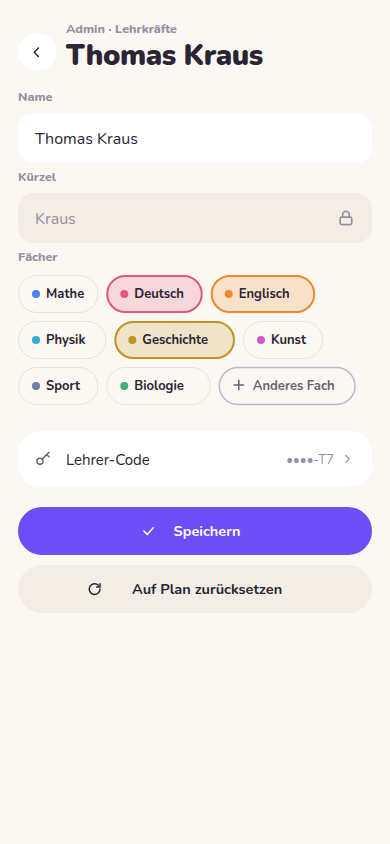 Admin · Lehrkräfte
Thomas Kraus
Name
Thomas Kraus
Kürzel
Kraus
Fächer
Mathe
Deutsch
Englisch
Physik
Geschichte
Kunst
Sport
Biologie
Anderes Fach
Lehrer-Code
••••-T7
Speichern
Auf Plan zurücksetzen